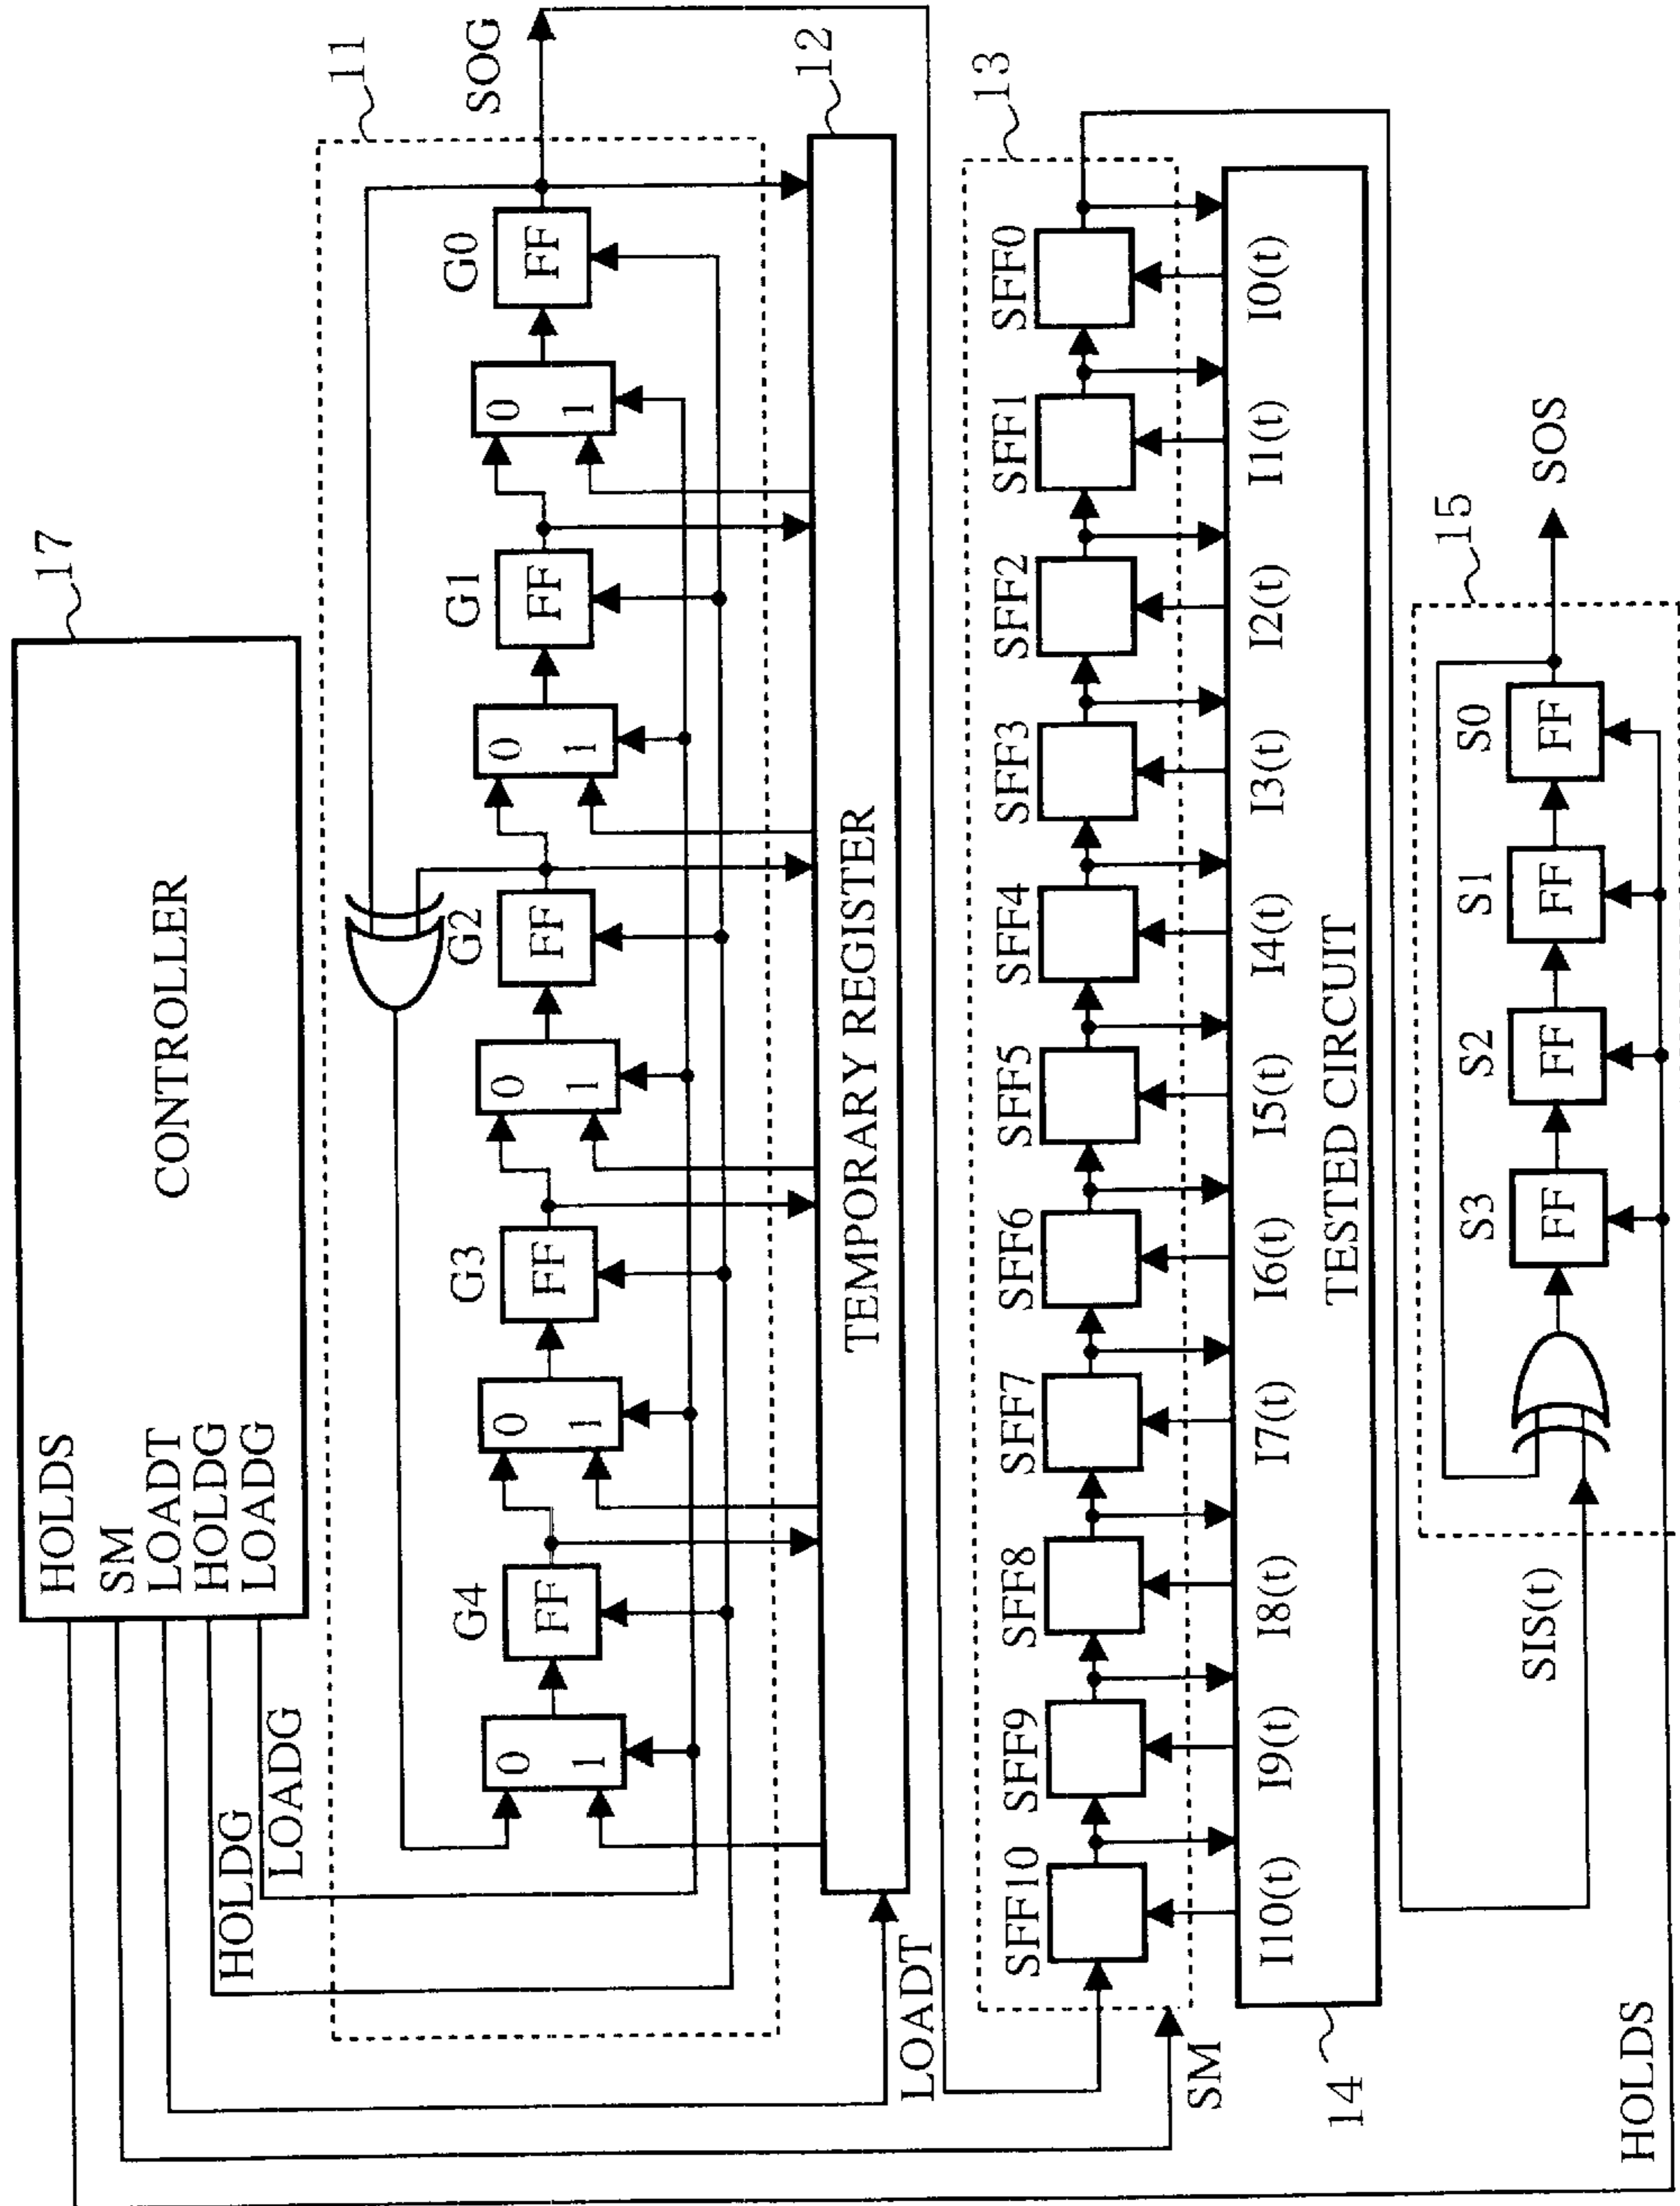 17
CONTROLLER
HOLDS
SM
LOADT
HOLDG
LOADG
HOLDG
LOADG
11
SOG
G4
G3
G2
G1
G0
FF
FF
FF
FF
FF
0
1
0
1
0
1
0
1
0
1
12
TEMPORARY REGISTER
LOADT
13
SFF10
SFF9
SFF8
SFF7
SFF6
SFF5
SFF4
SFF3
SFF2
SFF1
SFF0
SM
I10(t)
I9(t)
I8(t)
I7(t)
I6(t)
I5(t)
I4(t)
I3(t)
I2(t)
I1(t)
I0(t)
TESTED CIRCUIT
14
15
SIS(t)
S3
S2
S1
S0
FF
FF
FF
FF
SOS
HOLDS